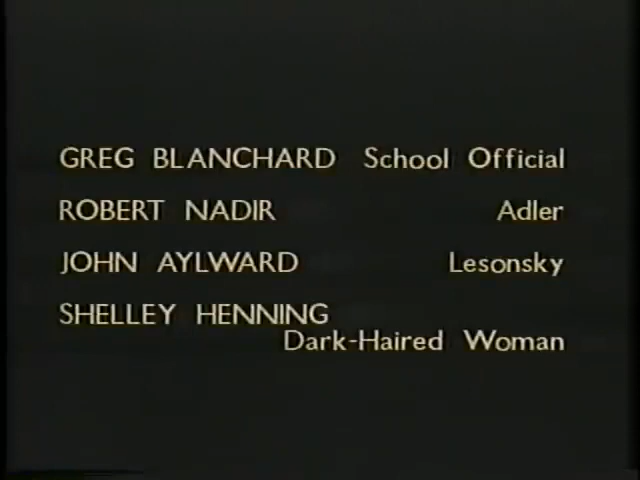 GREG BLANCHARD School Official
ROBERT NADIR Adler
JOHN AYLWARD Lesonsky
SHELLEY HENNING
Dark-Haired Woman